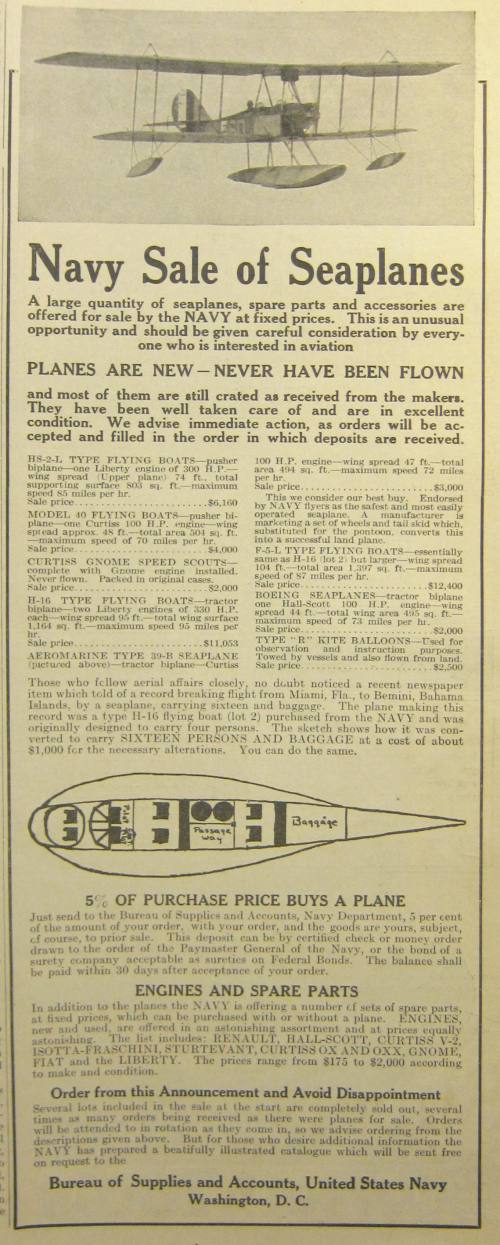 Navy Sale of Seaplanes
A large quantity of seaplanes, spare parts and accessories are
offered for sale by the NAVY at fixed prices. This is an unusual
opportunity and should be given careful consideration by every-
one who is interested in aviation
PLANES ARE NEW—NEVER HAVE BEEN FLOWN
and most of them are still crated as received from the makers.
They have been well taken care of and are in excellent
condition. We advise immediate action, as orders will be ac-
cepted and filled in the order in which deposits are received.
HS-2-L TYPE FLYING BOATS—pusher
biplane—one Liberty engine of 300 H.P.—
wing spread (Upper plane) 74 ft., total
supporting surface 803 sq. ft.—maximum
speed 85 miles per hr.
Sale price..............................$6,160
MODEL 40 FLYING BOATS—pusher bi-
plane—one Curtiss 100 H.P. engine—wing
spread approx. 48 ft.—total area 504 sq. ft.
—maximum speed of 70 miles per hr.
Sale price..............................$4,000
CURTISS GNOME SPEED SCOUTS—
complete with Gnome engine installed.
Never flown. Packed in original cases.
Sale price..............................$2,000
H-16 TYPE FLYING BOATS—tractor
biplane—two Liberty engines of 330 H.P.
each—wing spread 95 ft.—total wing surface
1,164 sq. ft.—maximum speed 95 miles per
hr.
Sale price..............................$11,053
AEROMARINE TYPE 39-B SEAPLANE
(pictured above)—tractor biplane—Curtiss
100 H.P. engine—wing spread 47 ft.—total
area 494 sq. ft.—maximum speed 72 miles
per hr.
Sale price..............................$3,000
This we consider our best buy. Endorsed
by NAVY flyers as the safest and most easily
operated seaplane. A manufacturer is
marketing a set of wheels and tail skid which,
substituted for the pontoon, converts this
into a successful land plane.
F-5-L TYPE FLYING BOATS—essentially
same as H-16 (lot 2) but larger—wing spread
104 ft.—total area 1,397 sq. ft.—maximum
speed of 87 miles per hr.
Sale price..............................$12,400
BOEING SEAPLANES—tractor biplane
one Hall-Scott 100 H.P. engine—wing
spread 44 ft.—total wing area 495 sq. ft.—
maximum speed of 73 miles per hr.
Sale price..............................$2,000
TYPE "R" KITE BALLOONS—Used for
observation and instruction purposes.
Towed by vessels and also flown from land.
Sale price..............................$2,500
Those who follow aerial affairs closely, no doubt noticed a recent newspaper
item which told of a record breaking flight from Miami, Fla., to Bemini, Bahama
Islands, by a seaplane, carrying sixteen and baggage. The plane making this
record was a type H-16 flying boat (lot 2) purchased from the NAVY and was
originally designed to carry four persons. The sketch shows how it was con-
verted to carry SIXTEEN PERSONS AND BAGGAGE at a cost of about
$1,000 for the necessary alterations. You can do the same.
Passage
way
Baggage
5% OF PURCHASE PRICE BUYS A PLANE
Just send to the Bureau of Supplies and Accounts, Navy Department, 5 per cent
of the amount of your order, with your order, and the goods are yours, subject,
of course, to prior sale. This deposit can be by certified check or money order
drawn to the order of the Paymaster General of the Navy, or the bond of a
surety company acceptable as sureties on Federal Bonds. The balance shall
be paid within 30 days after acceptance of your order.
ENGINES AND SPARE PARTS
In addition to the planes the NAVY is offering a number of sets of spare parts,
at fixed prices, which can be purchased with or without a plane. ENGINES,
new and used, are offered in an astonishing assortment and at prices equally
astonishing. The list includes: RENAULT, HALL-SCOTT, CURTISS V-2,
ISOTTA-FRASCHINI, STURTEVANT, CURTISS OX AND OXX, GNOME,
FIAT and the LIBERTY. The prices range from $175 to $2,000 according
to make and condition.
Order from this Announcement and Avoid Disappointment
Several lots included in the sale at the start are completely sold out, several
times as many orders being received as there were planes for sale. Orders
will be attended to in rotation as they come in, so we advise ordering from the
descriptions given above. But for those who desire additional information the
NAVY has prepared a beatifully illustrated catalogue which will be sent free
on request to the
Bureau of Supplies and Accounts, United States Navy
Washington, D. C.